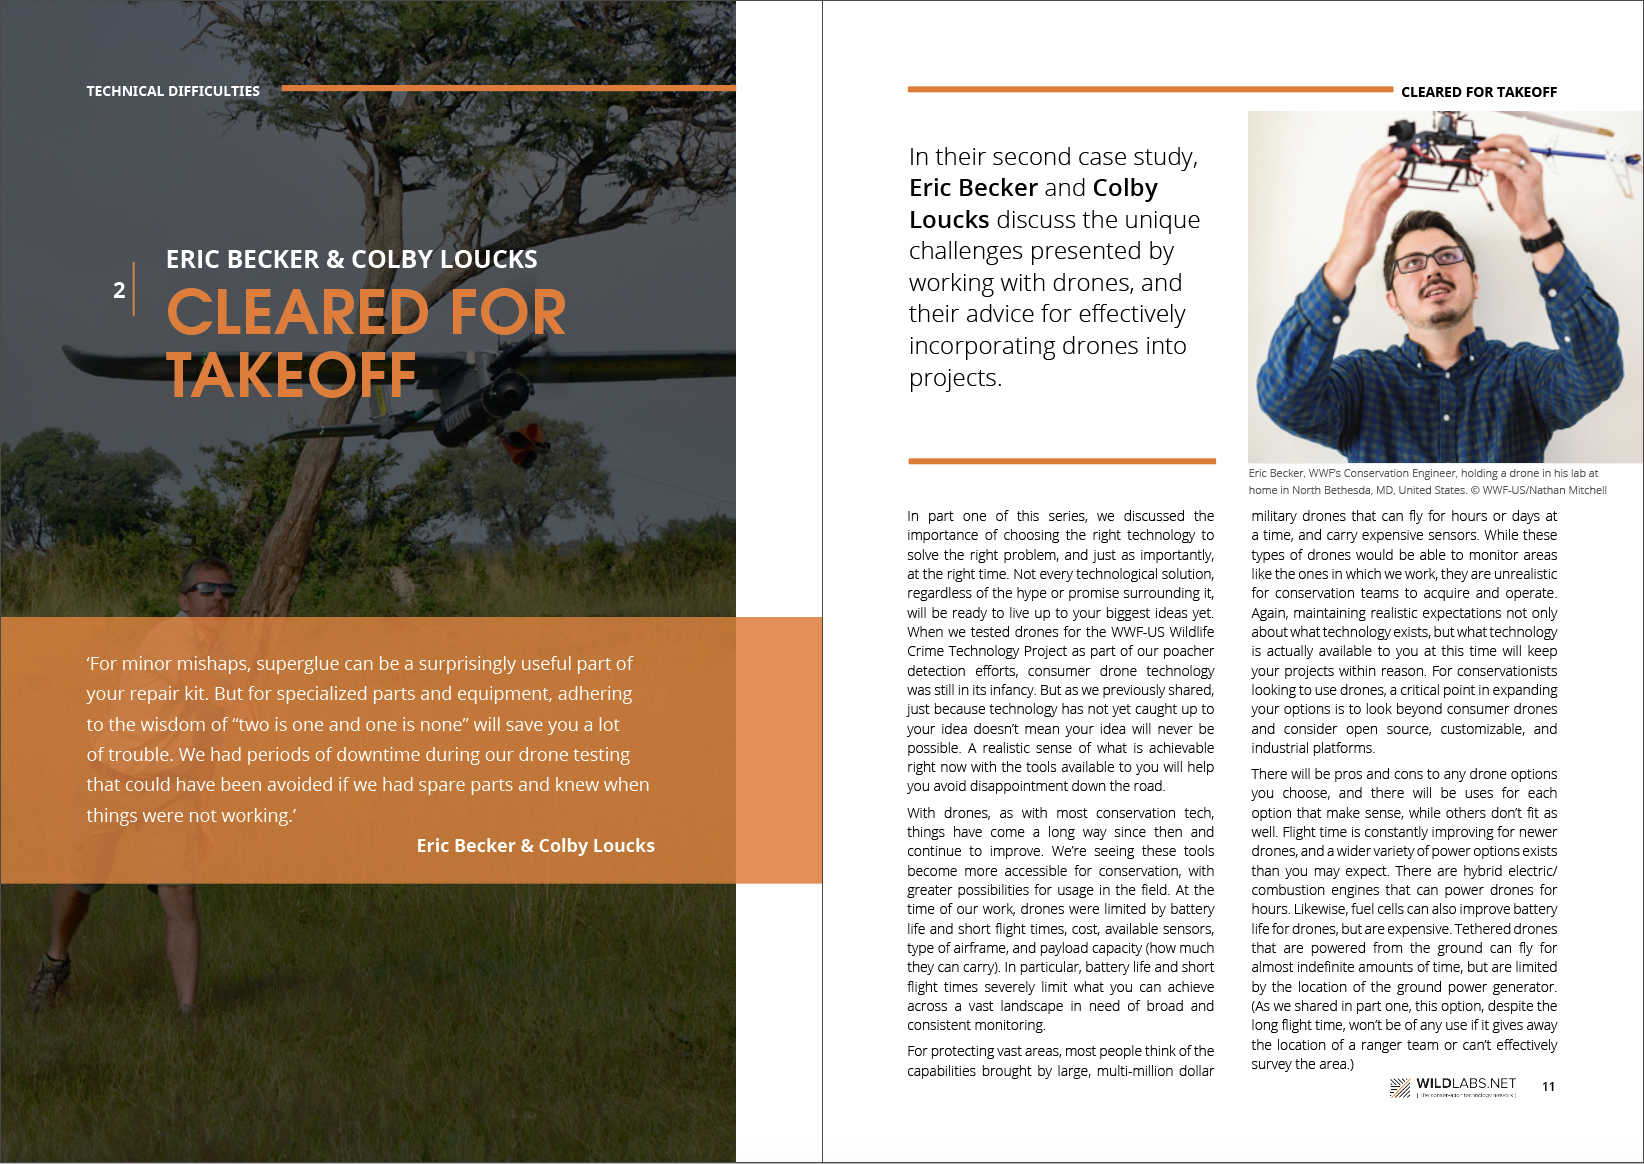 TECHNICAL DIFFICULTIES
2
ERIC BECKER & COLBY LOUCKS
CLEARED FOR
TAKEOFF
‘For minor mishaps, superglue can be a surprisingly useful part of
your repair kit. But for specialized parts and equipment, adhering
to the wisdom of “two is one and one is none” will save you a lot
of trouble. We had periods of downtime during our drone testing
that could have been avoided if we had spare parts and knew when
things were not working.’
Eric Becker & Colby Loucks
CLEARED FOR TAKEOFF
In their second case study,
Eric Becker and Colby
Loucks discuss the unique
challenges presented by
working with drones, and
their advice for effectively
incorporating drones into
projects.
Eric Becker, WWF's Conservation Engineer, holding a drone in his lab at
home in North Bethesda, MD, United States. © WWF-US/Nathan Mitchell
In part one of this series, we discussed the
importance of choosing the right technology to
solve the right problem, and just as importantly,
at the right time. Not every technological solution,
regardless of the hype or promise surrounding it,
will be ready to live up to your biggest ideas yet.
When we tested drones for the WWF-US Wildlife
Crime Technology Project as part of our poacher
detection efforts, consumer drone technology
was still in its infancy. But as we previously shared,
just because technology has not yet caught up to
your idea doesn’t mean your idea will never be
possible. A realistic sense of what is achievable
right now with the tools available to you will help
you avoid disappointment down the road.
With drones, as with most conservation tech,
things have come a long way since then and
continue to improve. We’re seeing these tools
become more accessible for conservation, with
greater possibilities for usage in the field. At the
time of our work, drones were limited by battery
life and short flight times, cost, available sensors,
type of airframe, and payload capacity (how much
they can carry). In particular, battery life and short
flight times severely limit what you can achieve
across a vast landscape in need of broad and
consistent monitoring.
For protecting vast areas, most people think of the
capabilities brought by large, multi-million dollar
military drones that can fly for hours or days at
a time, and carry expensive sensors. While these
types of drones would be able to monitor areas
like the ones in which we work, they are unrealistic
for conservation teams to acquire and operate.
Again, maintaining realistic expectations not only
about what technology exists, but what technology
is actually available to you at this time will keep
your projects within reason. For conservationists
looking to use drones, a critical point in expanding
your options is to look beyond consumer drones
and consider open source, customizable, and
industrial platforms.
There will be pros and cons to any drone options
you choose, and there will be uses for each
option that make sense, while others don’t fit as
well. Flight time is constantly improving for newer
drones, and a wider variety of power options exists
than you may expect. There are hybrid electric/
combustion engines that can power drones for
hours. Likewise, fuel cells can also improve battery
life for drones, but are expensive. Tethered drones
that are powered from the ground can fly for
almost indefinite amounts of time, but are limited
by the location of the ground power generator.
(As we shared in part one, this option, despite the
long flight time, won’t be of any use if it gives away
the location of a ranger team or can’t effectively
survey the area.)
WILDLABS.NET
| The conservation technology network |
11